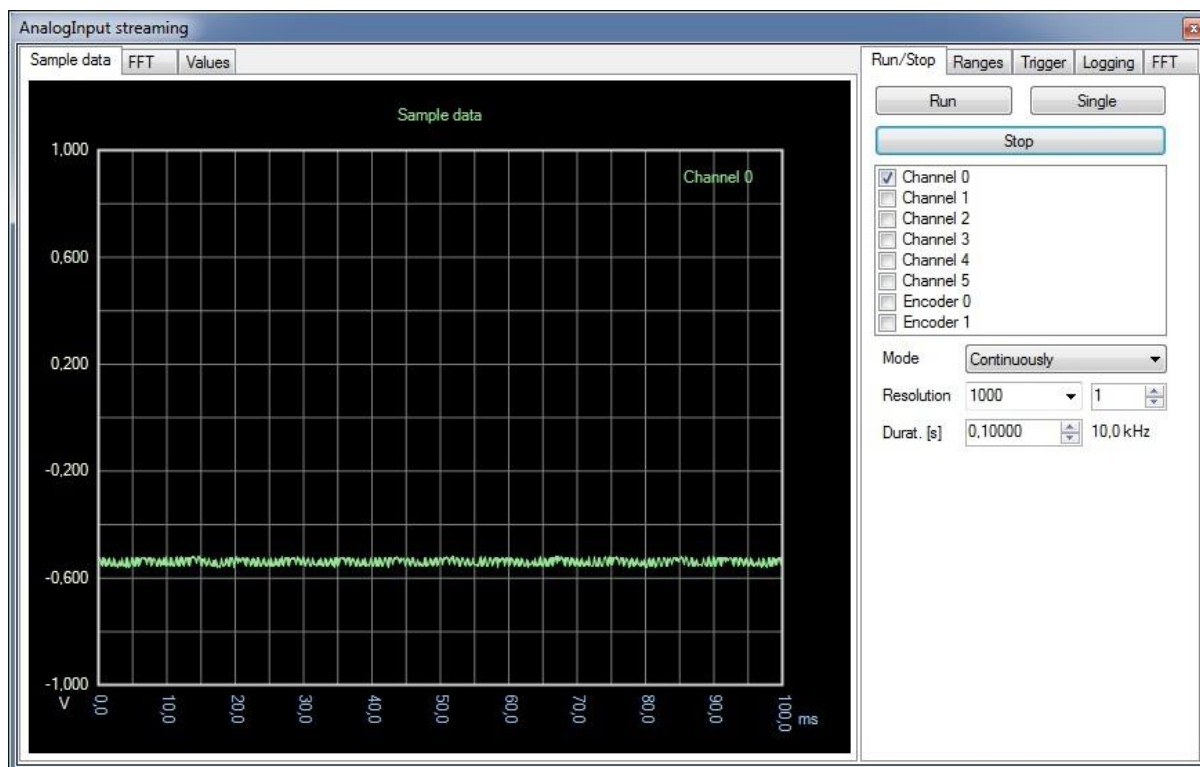 AnalogInput streaming
Sample data FFT Values
Sample data
Channel 0
1,000
0,600
0,200
-0,200
-0,600
-1,000
V
0,0 10,0 20,0 30,0 40,0 50,0 60,0 70,0 80,0 90,0 100,0 ms
Run/Stop Ranges Trigger Logging FFT
Run Single
Stop
Channel 0
Channel 1
Channel 2
Channel 3
Channel 4
Channel 5
Encoder 0
Encoder 1
Mode Continuously
Resolution 1000 1
Durat. [s] 0,10000 10,0 kHz